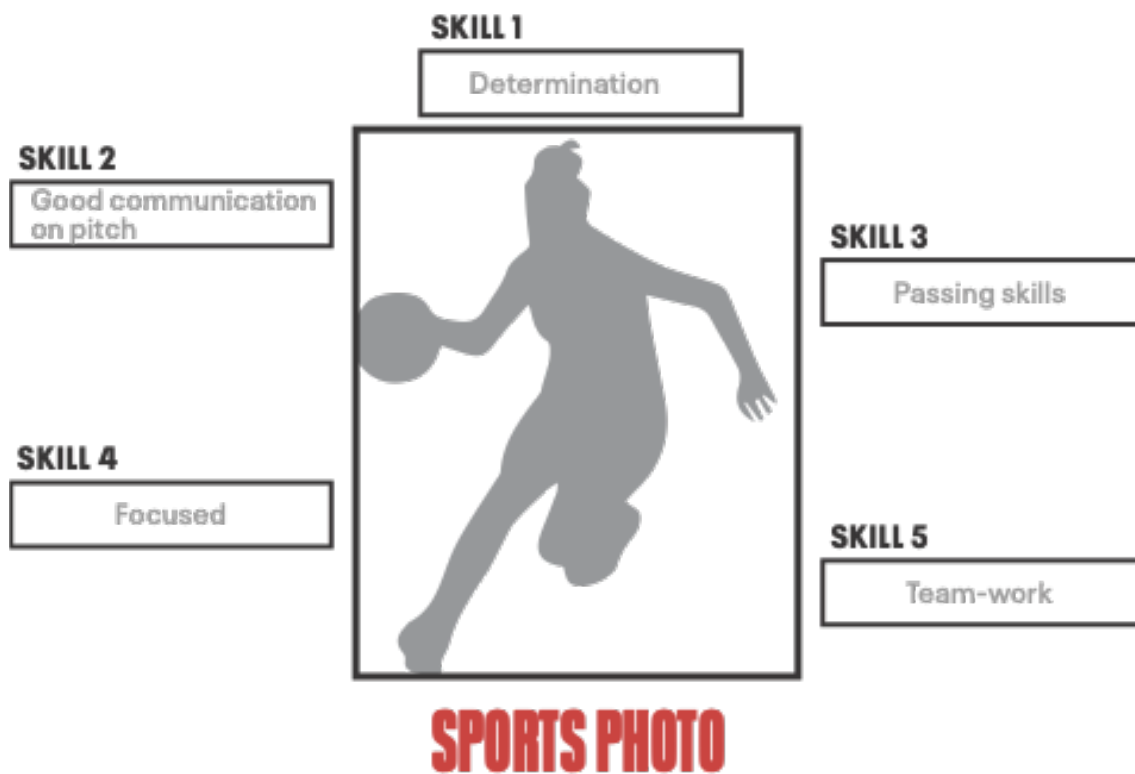 SKILL 1
Determination
SKILL 2
Good communication
on pitch
SKILL 3
Passing skills
SKILL 4
Focused
SKILL 5
Team-work
SPORTS PHOTO